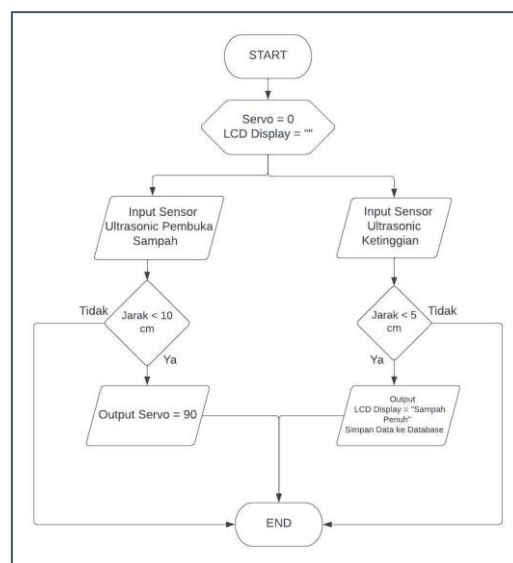 START
Servo = 0
LCD Display = ""
Input Sensor
Ultrasonic Pembuka
Sampah
Input Sensor
Ultrasonic
Ketinggian
Tidak
Jarak < 10
cm
Ya
Jarak < 5
cm
Tidak
Ya
Output Servo = 90
Output
LCD Display = "Sampah
Penuh"
Simpan Data ke Database
END